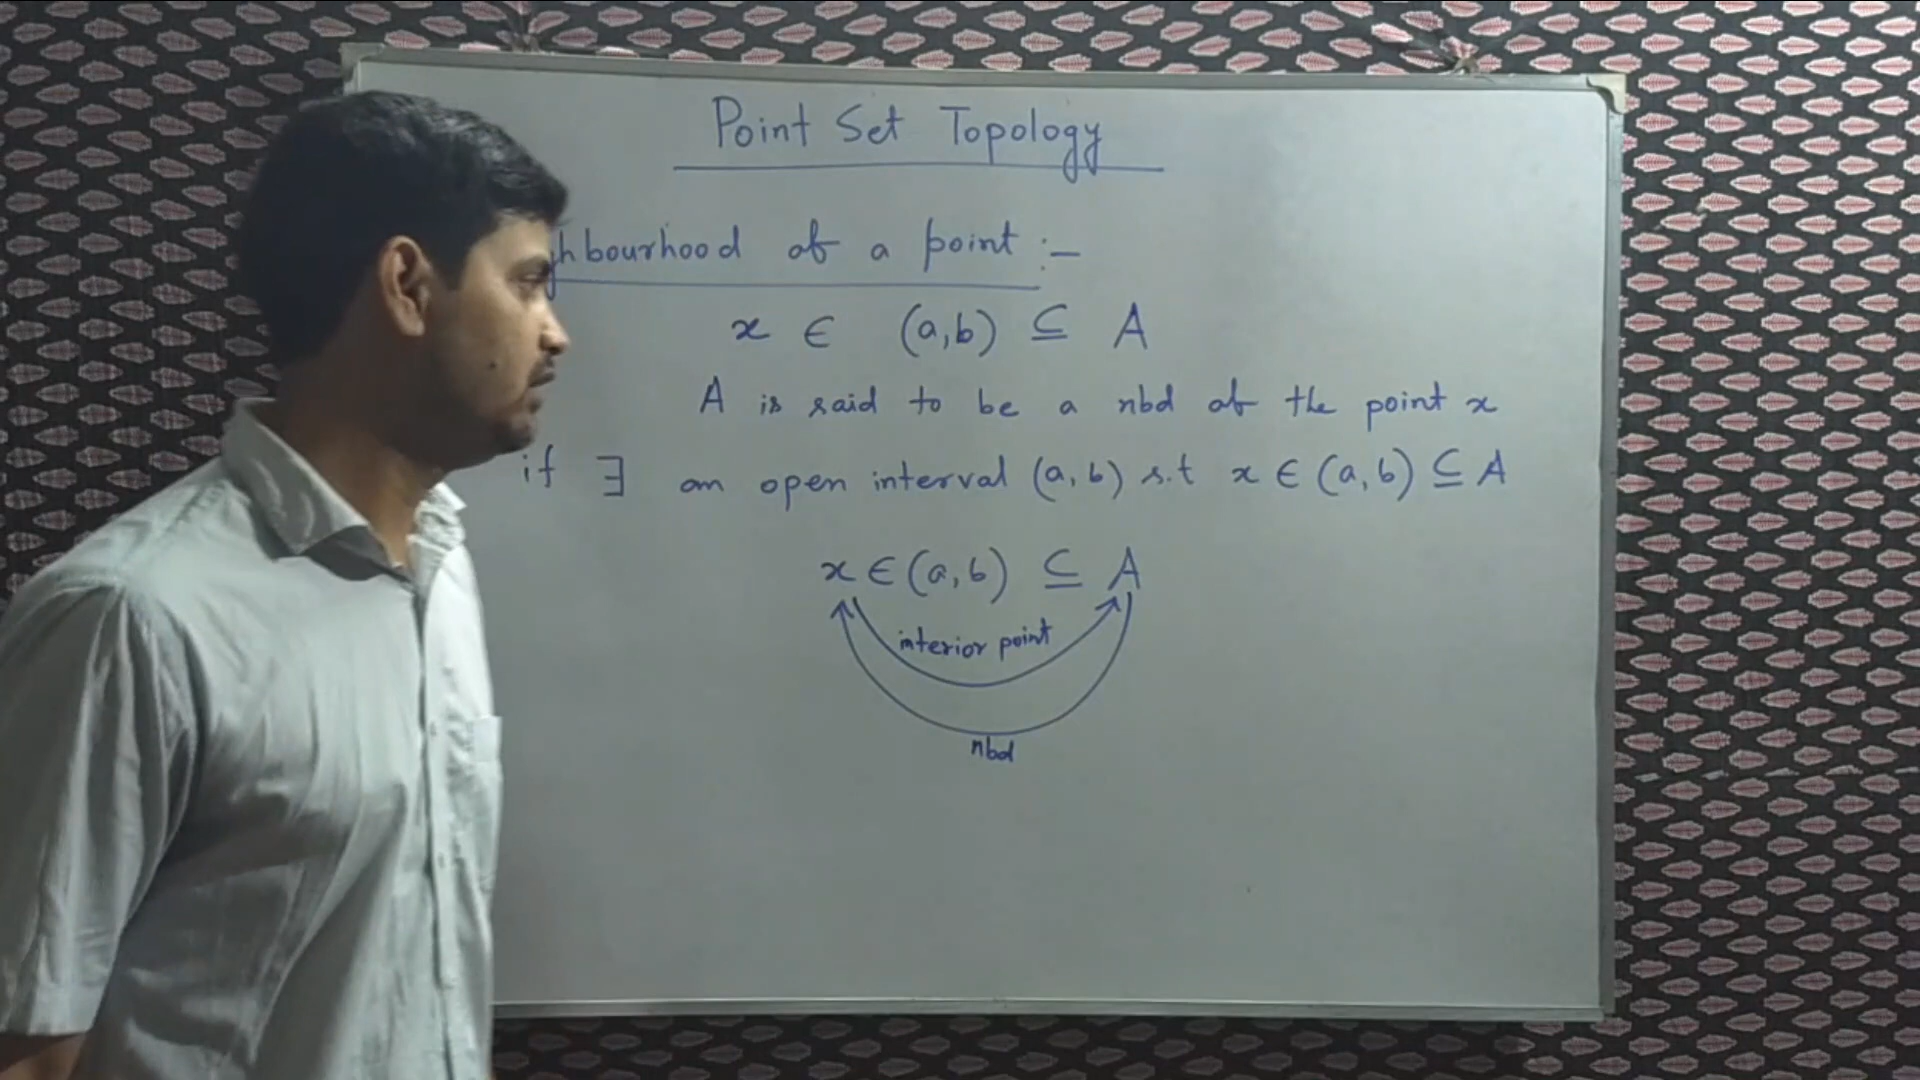 Point Set Topology
hbourhood of a point :-
x ∈ (a,b) ⊆ A
A is said to be a nbd of the point x
if ∃ an open interval (a,b) s.t x ∈ (a,b) ⊆ A
x ∈ (a,b) ⊆ A
interior point
nbd